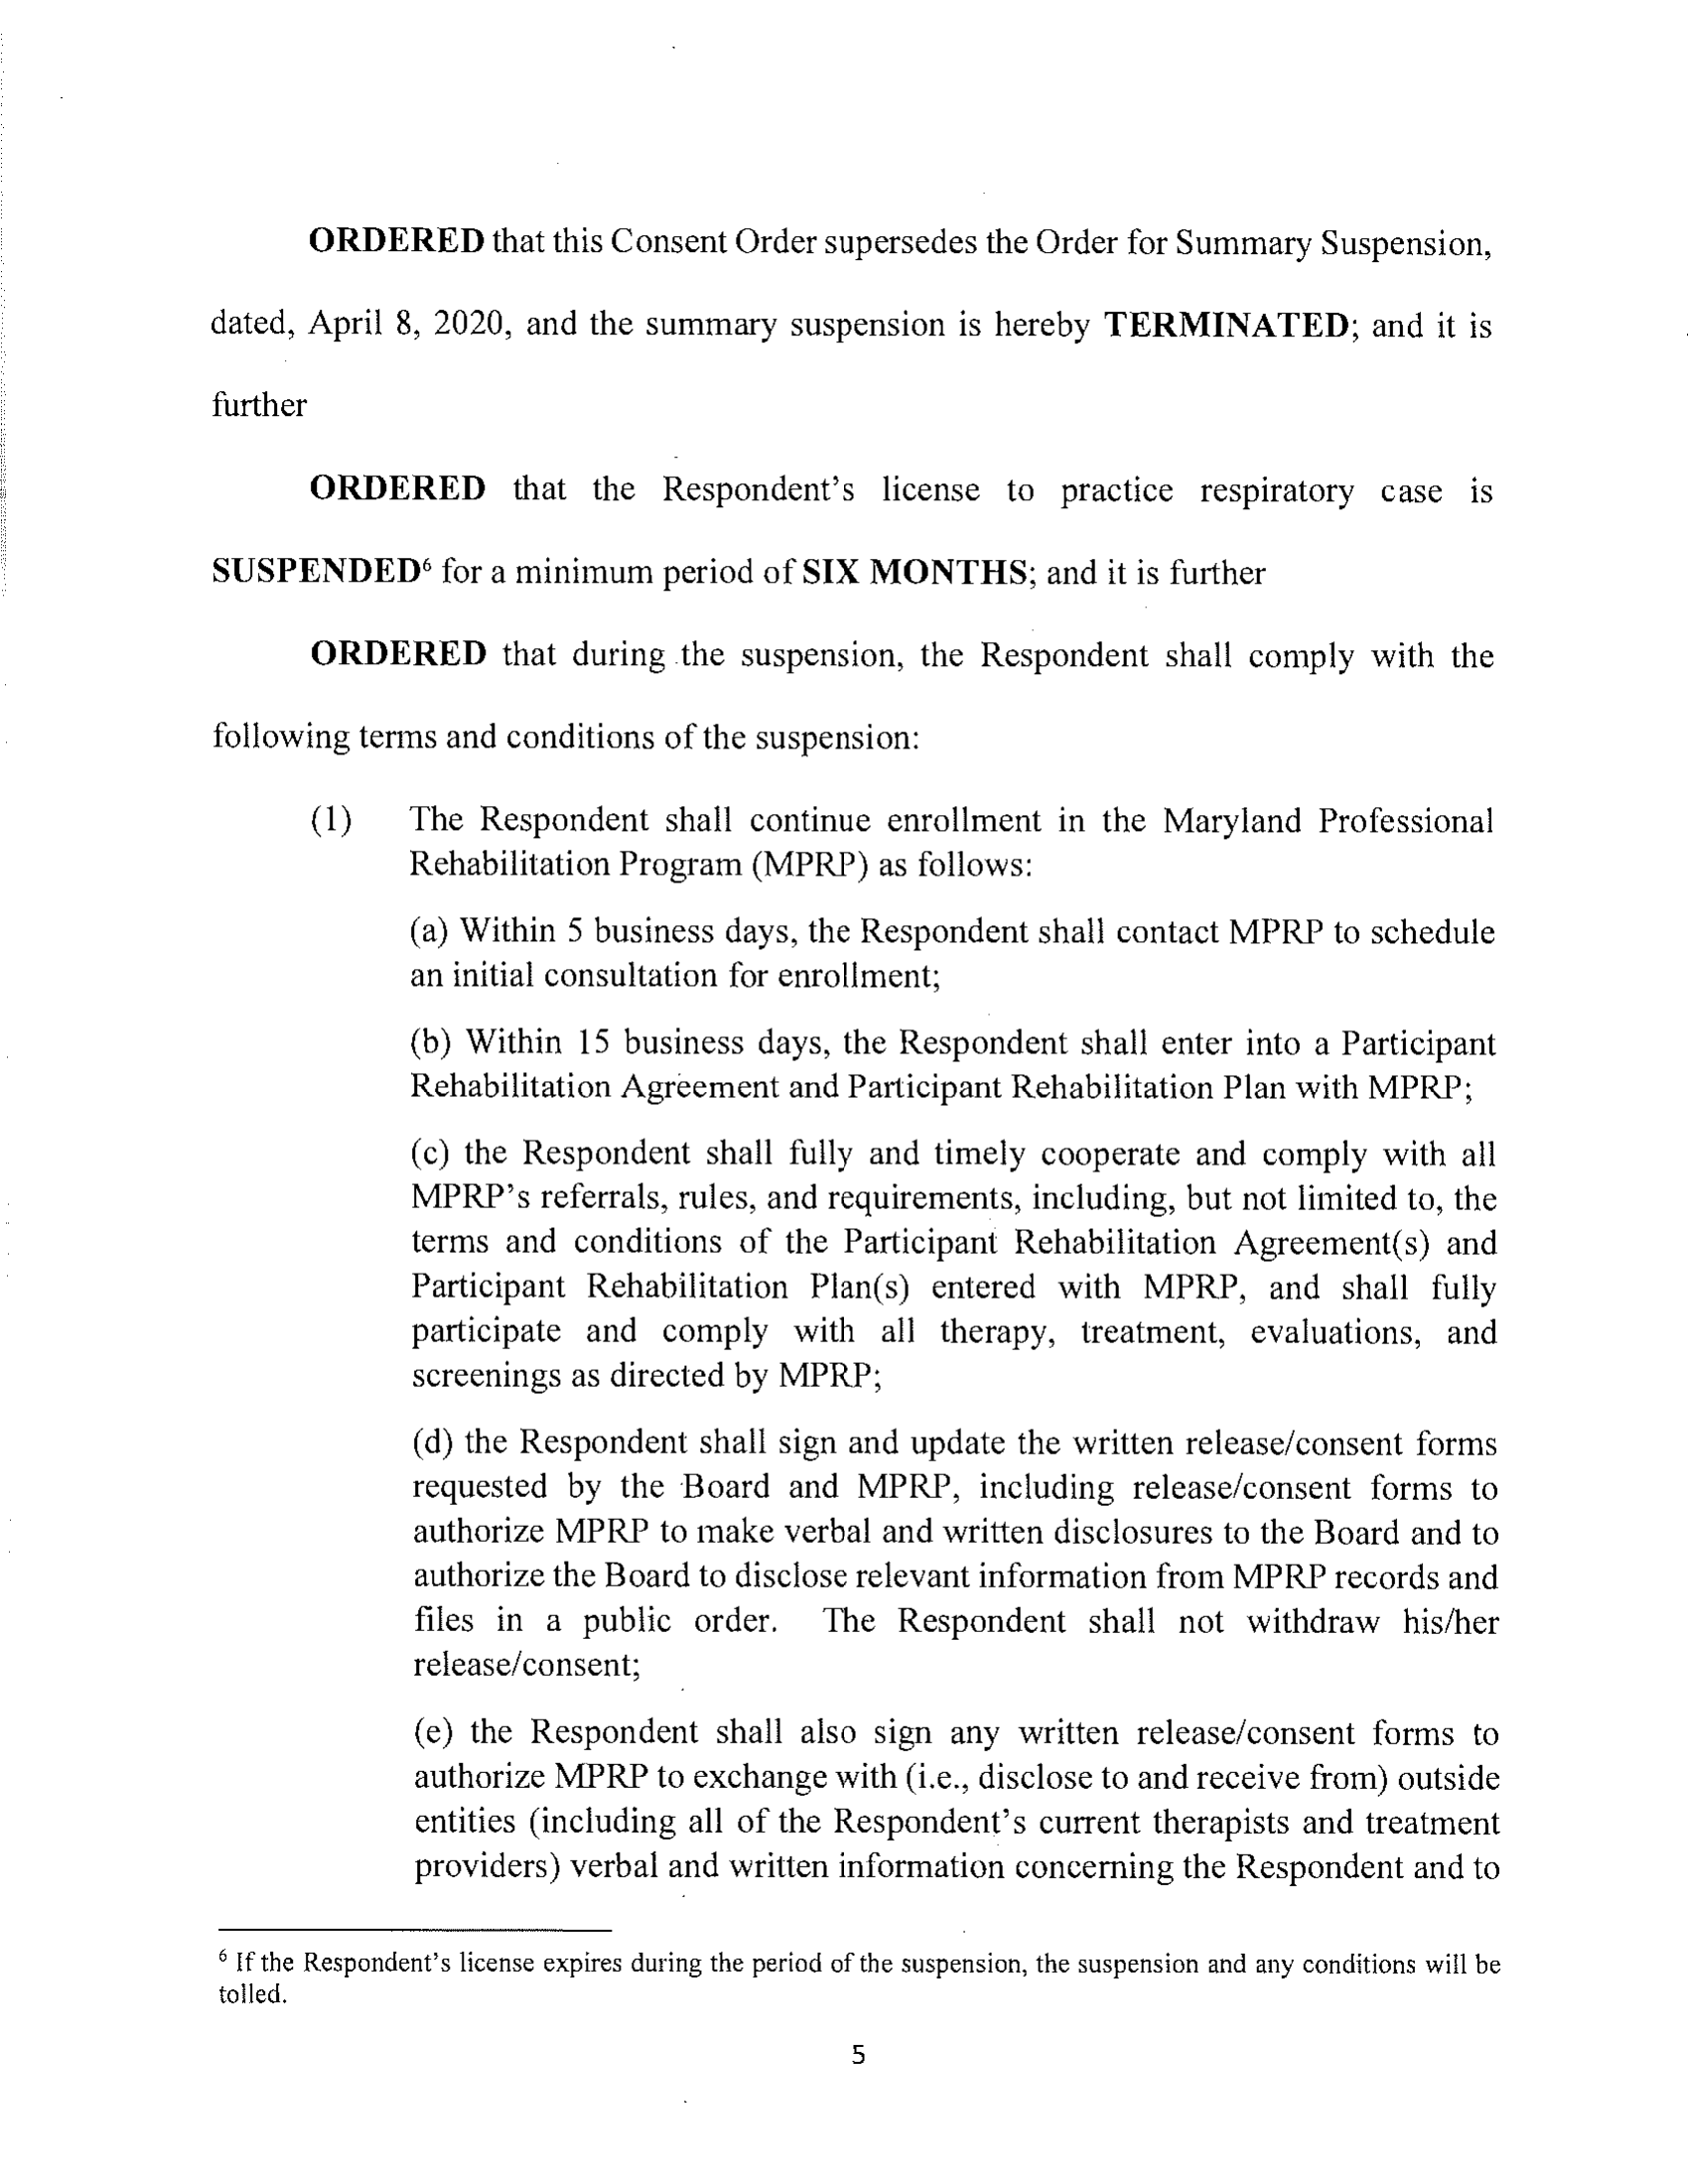 ORDERED that this Consent Order supersedes the Order for Summary Suspension,
dated, April 8, 2020, and the summary suspension is hereby TERMINATED; and it is
further
ORDERED that the Respondent's license to practice respiratory case is
SUSPENDED⁶ for a minimum period of SIX MONTHS; and it is further
ORDERED that during the suspension, the Respondent shall comply with the
following terms and conditions of the suspension:
(1) The Respondent shall continue enrollment in the Maryland Professional
Rehabilitation Program (MPRP) as follows:
(a) Within 5 business days, the Respondent shall contact MPRP to schedule
an initial consultation for enrollment;
(b) Within 15 business days, the Respondent shall enter into a Participant
Rehabilitation Agreement and Participant Rehabilitation Plan with MPRP;
(c) the Respondent shall fully and timely cooperate and comply with all
MPRP's referrals, rules, and requirements, including, but not limited to, the
terms and conditions of the Participant Rehabilitation Agreement(s) and
Participant Rehabilitation Plan(s) entered with MPRP, and shall fully
participate and comply with all therapy, treatment, evaluations, and
screenings as directed by MPRP;
(d) the Respondent shall sign and update the written release/consent forms
requested by the Board and MPRP, including release/consent forms to
authorize MPRP to make verbal and written disclosures to the Board and to
authorize the Board to disclose relevant information from MPRP records and
files in a public order. The Respondent shall not withdraw his/her
release/consent;
(e) the Respondent shall also sign any written release/consent forms to
authorize MPRP to exchange with (i.e., disclose to and receive from) outside
entities (including all of the Respondent's current therapists and treatment
providers) verbal and written information concerning the Respondent and to
⁶ If the Respondent's license expires during the period of the suspension, the suspension and any conditions will be
tolled.
5